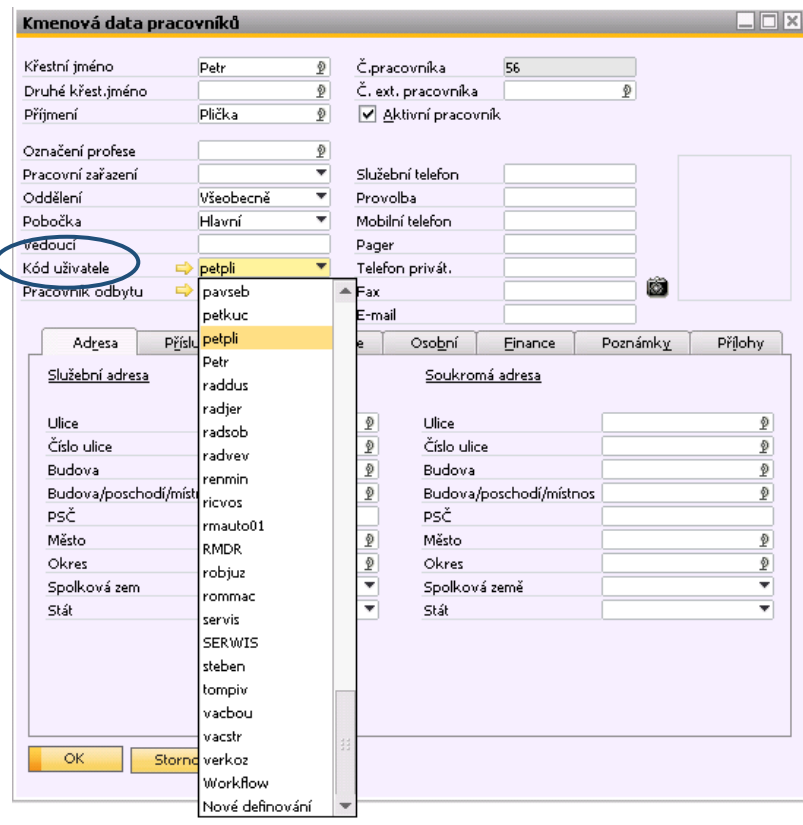 Kmenová data pracovníků
Křestní jméno Petr Č.pracovníka 56
Druhé křest.jméno Č. ext. pracovníka
Příjmení Plička Aktivní pracovník
Označení profese
Pracovní zařazení Služební telefon
Oddělení Všeobecně Provolba
Pobočka Hlavní Mobilní telefon
Vedoucí Pager
Kód uživatele petpli Telefon privát.
Pracovník odbytu pavseb Fax
petkuc E-mail
Adresa petpli Osobní Finance Poznámky Přílohy
Petr
Služební adresa raddus Soukromá adresa
radjer
Ulice radsob Ulice
Číslo ulice radvev Číslo ulice
Budova renmin Budova
Budova/poschodí/míst ricvos Budova/poschodí/místnos
PSČ rmauto01 PSČ
Město RMDR Město
Okres robjuz Okres
Spolková zem rommac Spolková země
Stát servis Stát
SERWIS
steben
tompiv
vacbou
vacstr
OK Storno verkoz
Workflow
Nové definování